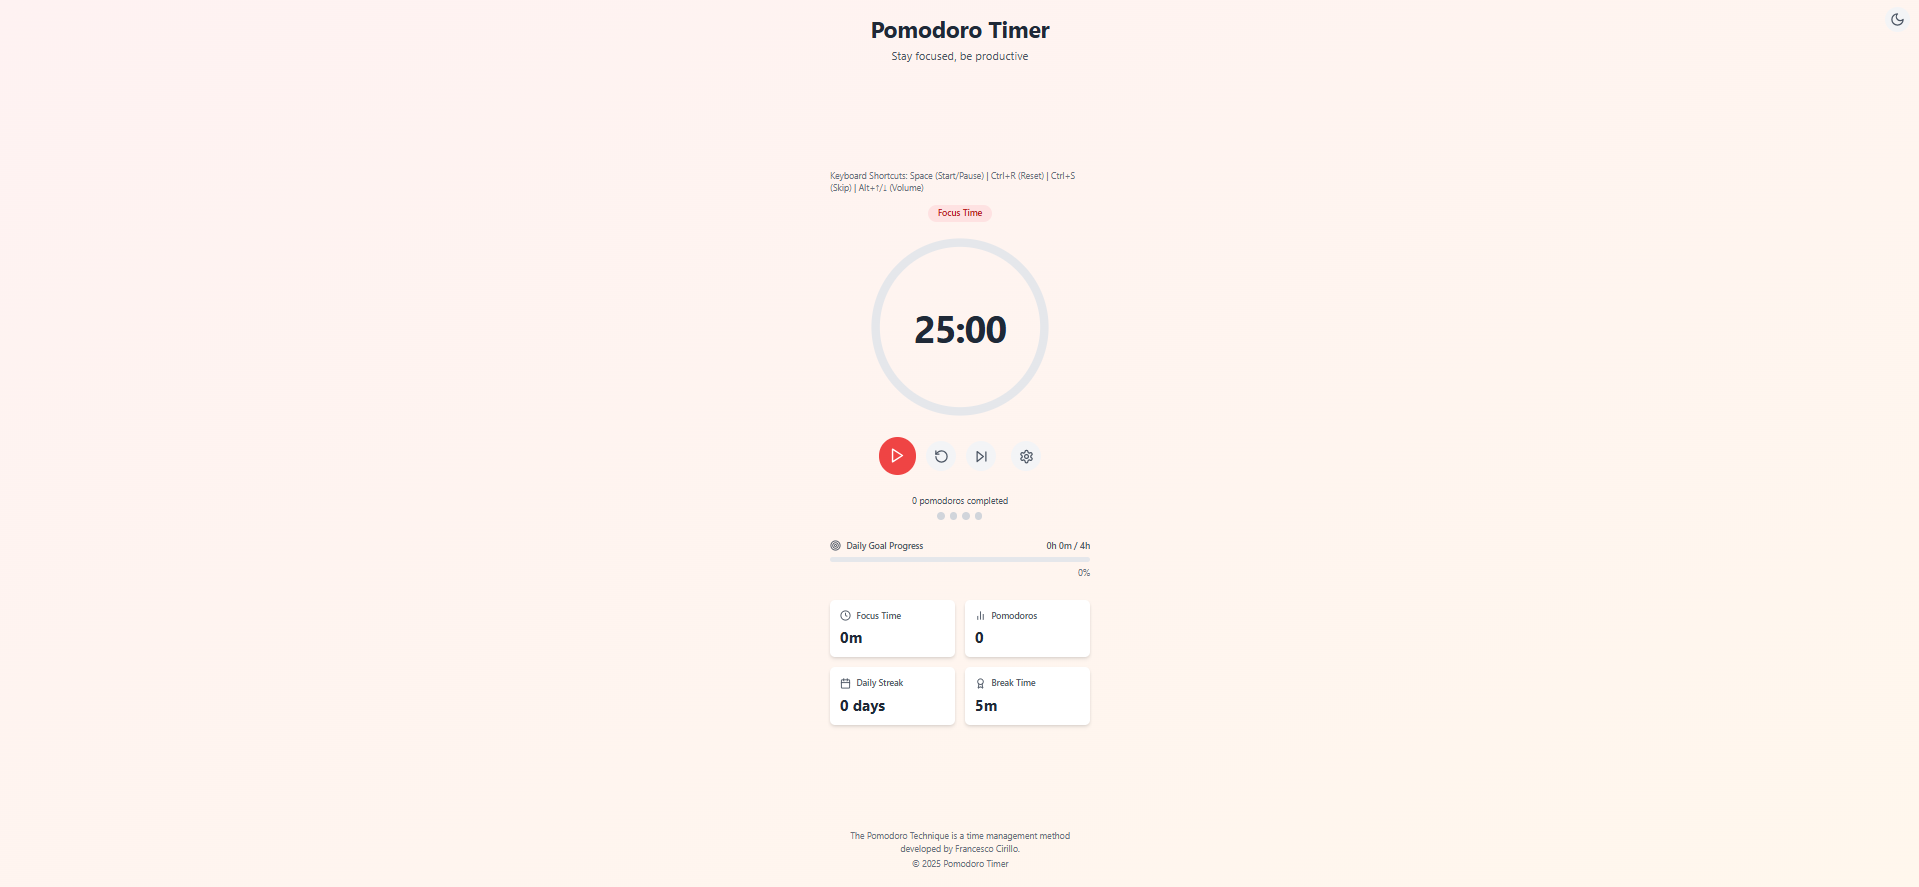 Pomodoro Timer
Stay focused, be productive
Keyboard Shortcuts: Space (Start/Pause) | Ctrl+R (Reset) | Ctrl+S
(Skip) | Alt+↑/↓ (Volume)
Focus Time
25:00
0 pomodoros completed
Daily Goal Progress 0h 0m / 4h
0%
Focus Time
0m
Pomodoros
0
Daily Streak
0 days
Break Time
5m
The Pomodoro Technique is a time management method
developed by Francesco Cirillo.
© 2025 Pomodoro Timer